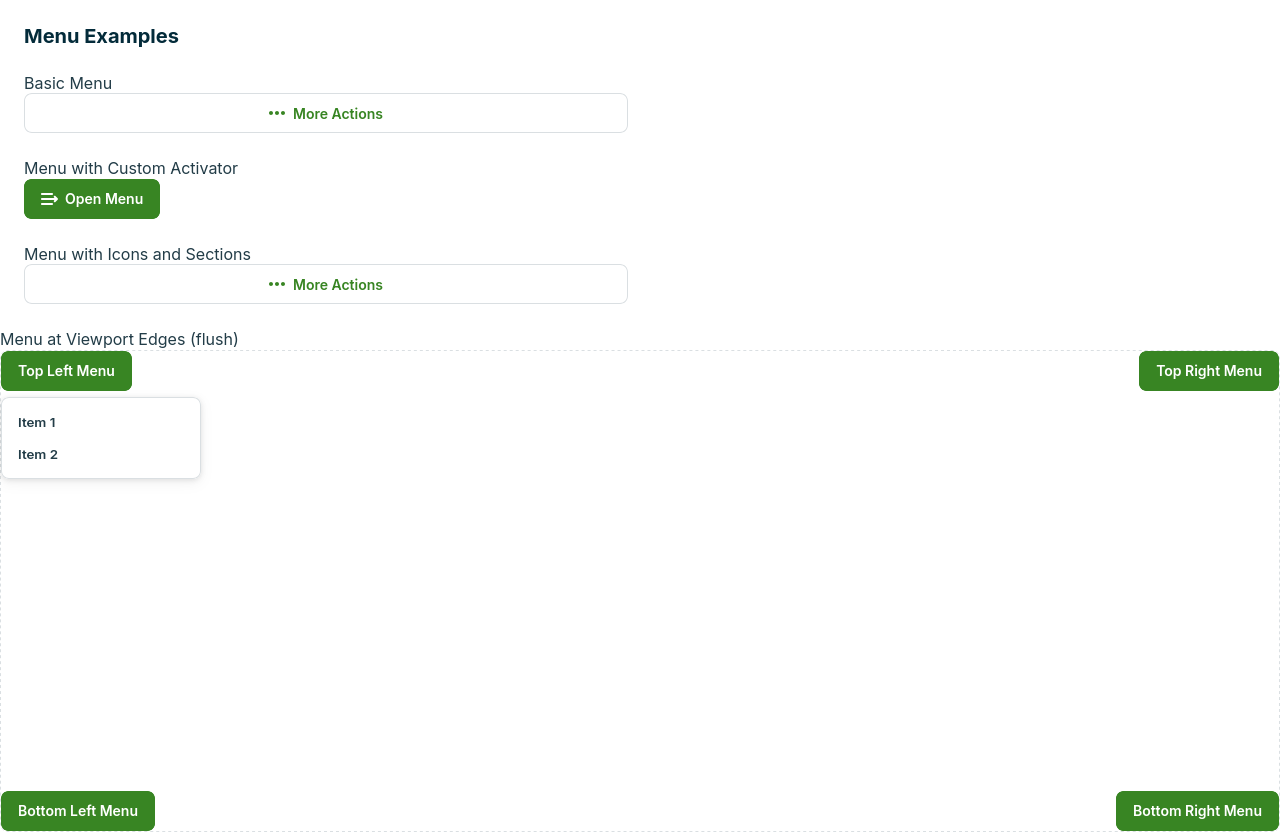 Menu Examples
Basic Menu
More Actions
Menu with Custom Activator
Open Menu
Menu with Icons and Sections
More Actions
Menu at Viewport Edges (flush)
Top Left Menu
Top Right Menu
Item 1
Item 2
Bottom Left Menu
Bottom Right Menu